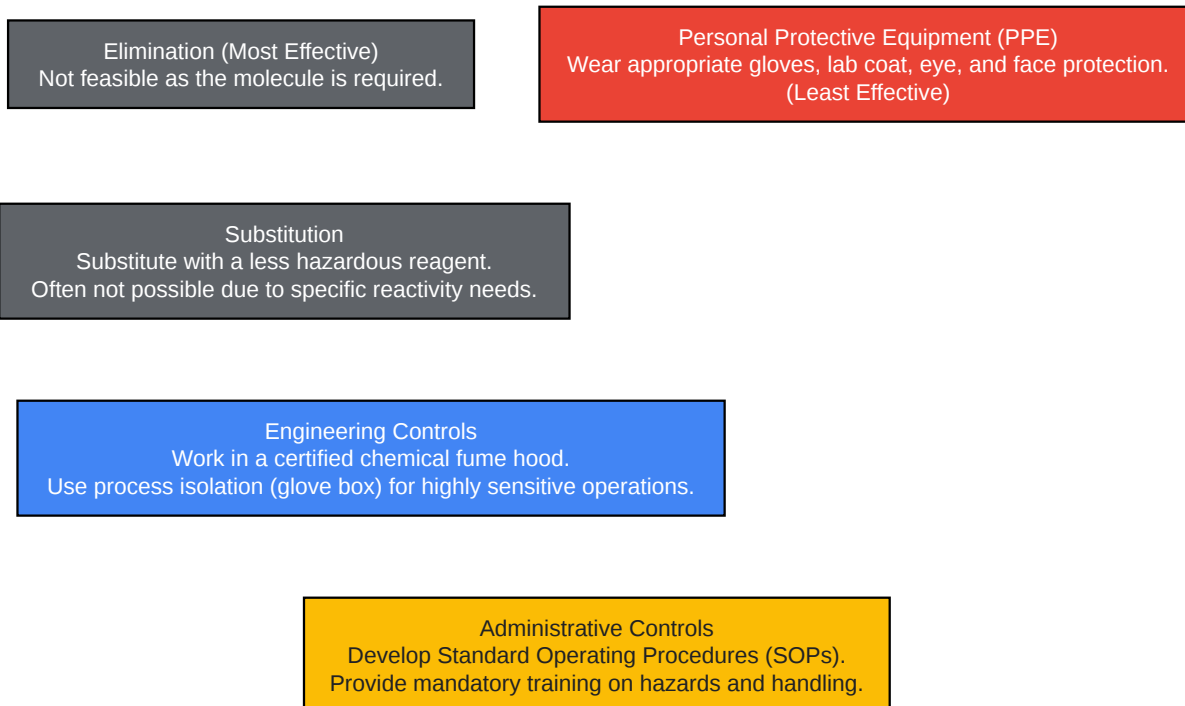 Elimination (Most Effective)
Not feasible as the molecule is required.
Personal Protective Equipment (PPE)
Wear appropriate gloves, lab coat, eye, and face protection.
(Least Effective)
Substitution
Substitute with a less hazardous reagent.
Often not possible due to specific reactivity needs.
Engineering Controls
Work in a certified chemical fume hood.
Use process isolation (glove box) for highly sensitive operations.
Administrative Controls
Develop Standard Operating Procedures (SOPs).
Provide mandatory training on hazards and handling.